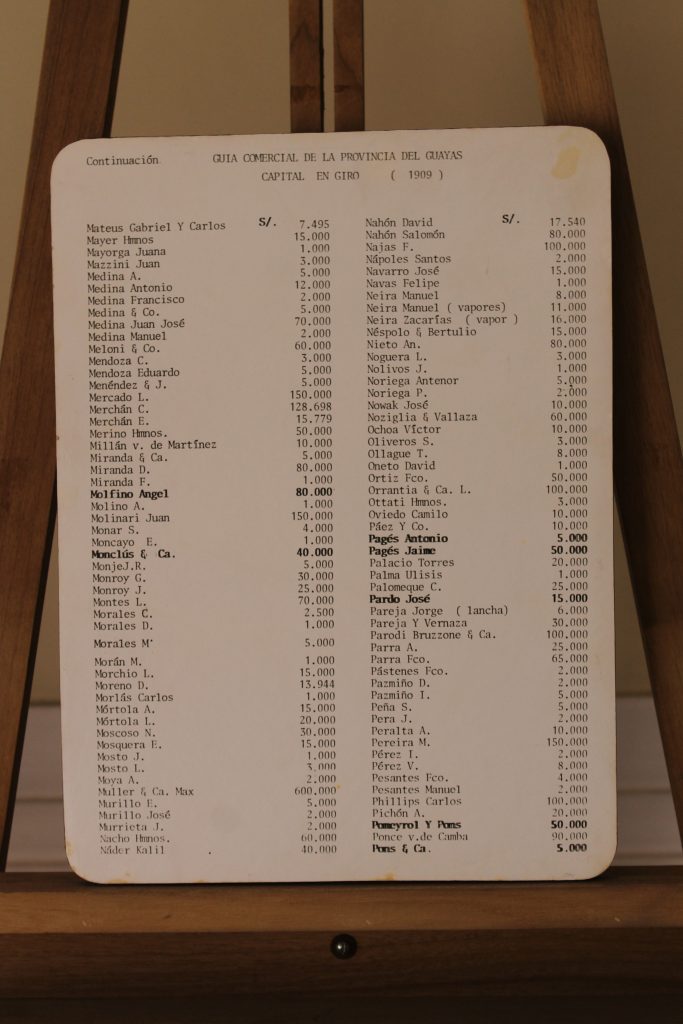 Continuación.
GUIA COMERCIAL DE LA PROVINCIA DEL GUAYAS
CAPITAL EN GIRO ( 1909 )
Mateus Gabriel Y Carlos S/. 7.495
Mayer Hmnos 15.000
Mayorga Juana 1.000
Mazzini Juan 3.000
Medina A. 5.000
Medina Antonio 12.000
Medina Francisco 2.000
Medina & Co. 5.000
Medina Juan José 70.000
Medina Manuel 2.000
Meloni & Co. 60.000
Mendoza C. 3.000
Mendoza Eduardo 5.000
Menéndez & J. 5.000
Mercado L. 150.000
Merchán C. 128.698
Merchán E. 15.779
Merino Hmnos. 50.000
Millán v. de Martínez 10.000
Miranda & Ca. 5.000
Miranda D. 80.000
Miranda F. 1.000
Molfino Angel 80.000
Molino A. 1.000
Molinari Juan 150.000
Monar S. 4.000
Moncayo E. 1.000
Monclús & Ca. 40.000
MonjeJ.R. 5.000
Monroy G. 30.000
Monroy J. 25.000
Montes L. 70.000
Morales C. 2.500
Morales D. 1.000
Morales M' 5.000
Morán M. 1.000
Morchio L. 15.000
Moreno D. 13.944
Morlás Carlos 1.000
Mórtola A. 15.000
Mórtola L. 20.000
Moscoso N. 30.000
Mosquera E. 15.000
Mosto J. 1.000
Mosto L. 3.000
Moya A. 2.000
Muller & Ca. Max 600.000
Murillo E. 5.000
Murillo José 2.000
Murrieta J. 2.000
Nacho Hmnos. 60.000
Náder Kalil . 40.000
Nahón David S/. 17.540
Nahón Salomón 80.000
Najas F. 100.000
Nápoles Santos 2.000
Navarro José 15.000
Navas Felipe 1.000
Neira Manuel 8.000
Neira Manuel ( vapores) 11.000
Neira Zacarías ( vapor ) 16.000
Néspolo & Bertulio 15.000
Nieto An. 80.000
Noguera L. 3.000
Nolivos J. 1.000
Noriega Antenor 5.000
Noriega P. 2.000
Nowak José 10.000
Noziglia & Vallaza 60.000
Ochoa Víctor 10.000
Oliveros S. 3.000
Ollague T. 8.000
Oneto David 1.000
Ortiz Fco. 50.000
Orrantia & Ca. L. 100.000
Ottati Hmnos. 3.000
Oviedo Camilo 10.000
Páez Y Co. 10.000
Pagés Antonio 5.000
Pagés Jaime 50.000
Palacio Torres 20.000
Palma Ulisis 1.000
Palomeque C. 25.000
Pardo José 15.000
Pareja Jorge ( lancha) 6.000
Pareja Y Vernaza 30.000
Parodi Bruzzone & Ca. 100.000
Parra A. 25.000
Parra Fco. 65.000
Pástenes Fco. 2.000
Pazmiño D. 2.000
Pazmiño I. 5.000
Peña S. 5.000
Pera J. 2.000
Peralta A. 10.000
Pereira M. 150.000
Pérez I. 2.000
Pérez V. 8.000
Pesantes Fco. 4.000
Pesantes Manuel 2.000
Phillips Carlos 100.000
Pichón A. 20.000
Pomeyrol Y Pons 50.000
Ponce v.de Camba 90.000
Pons & Ca. 5.000